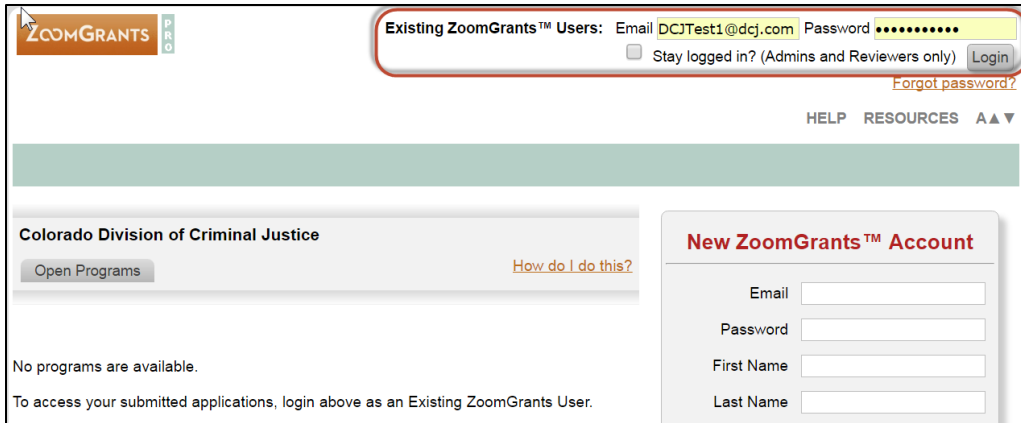 ZOOMGRANTS PRO
Existing ZoomGrants™ Users: Email DCJTest1@dcj.com Password •••••••••••
Stay logged in? (Admins and Reviewers only) Login
Forgot password?
HELP RESOURCES A▲▼
Colorado Division of Criminal Justice
Open Programs
How do I do this?
No programs are available.
To access your submitted applications, login above as an Existing ZoomGrants User.
New ZoomGrants™ Account
Email
Password
First Name
Last Name